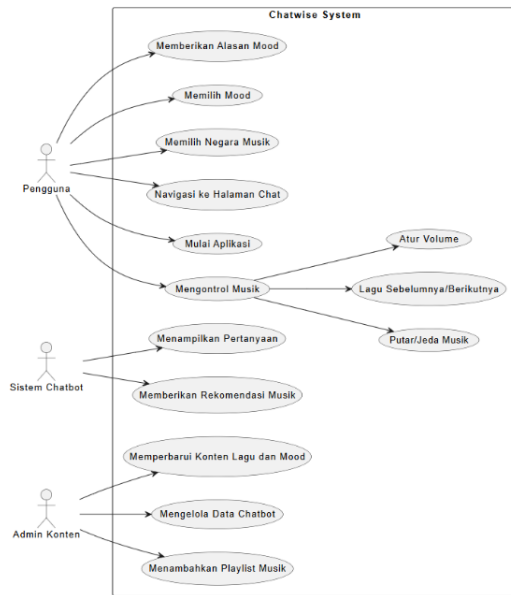 Chatwise System
Memberikan Alasan Mood
Memilih Mood
Memilih Negara Musik
Pengguna
Navigasi ke Halaman Chat
Mulai Aplikasi
Atur Volume
Mengontrol Musik
Lagu Sebelumnya/Berikutnya
Putar/Jeda Musik
Menampilkan Pertanyaan
Sistem Chatbot
Memberikan Rekomendasi Musik
Memperbarui Konten Lagu dan Mood
Mengelola Data Chatbot
Admin Konten
Menambahkan Playlist Musik